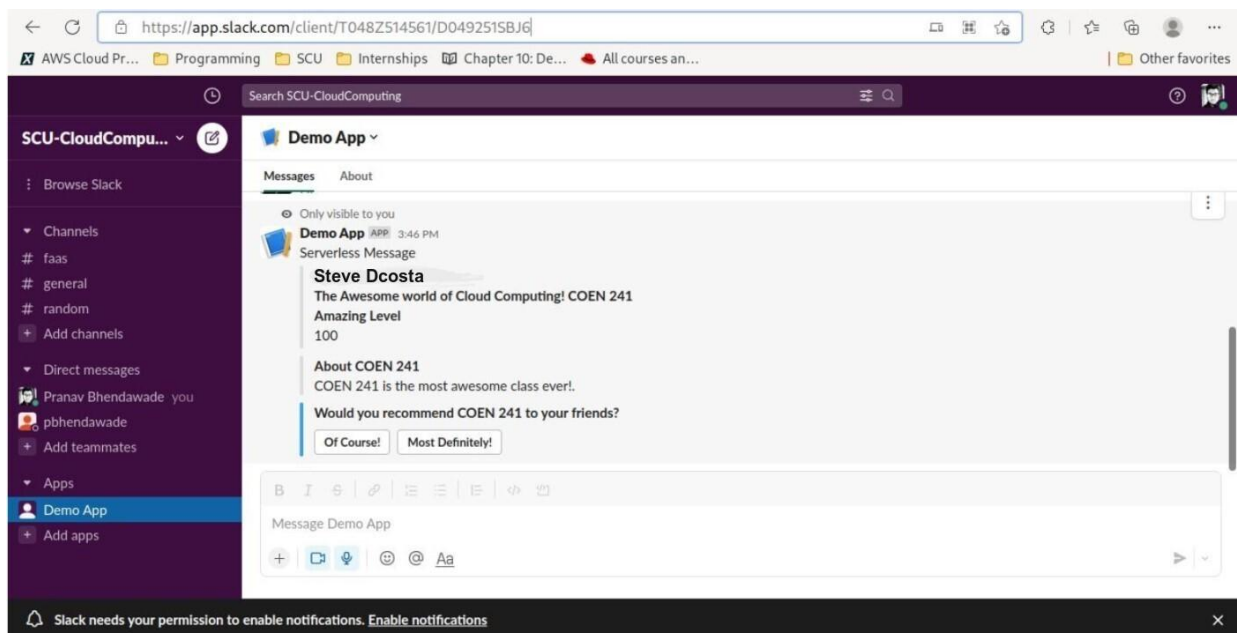 https://app.slack.com/client/T048Z514561/D049251SBJ6
AWS Cloud Pr... Programming SCU Internships Chapter 10: De... All courses an... Other favorites
Search SCU-CloudComputing
SCU-CloudCompu...
Demo App
Browse Slack
Messages About
Channels
# faas
# general
# random
+ Add channels
Direct messages
Pranav Bhendawade you
pbhendawade
+ Add teammates
Apps
Demo App
+ Add apps
Only visible to you
Demo App APP 3:46 PM
Serverless Message
Steve Dcosta
The Awesome world of Cloud Computing! COEN 241
Amazing Level
100
About COEN 241
COEN 241 is the most awesome class ever!.
Would you recommend COEN 241 to your friends?
Of Course! Most Definitely!
B I S
Message Demo App
+ @ Aa
Slack needs your permission to enable notifications. Enable notifications